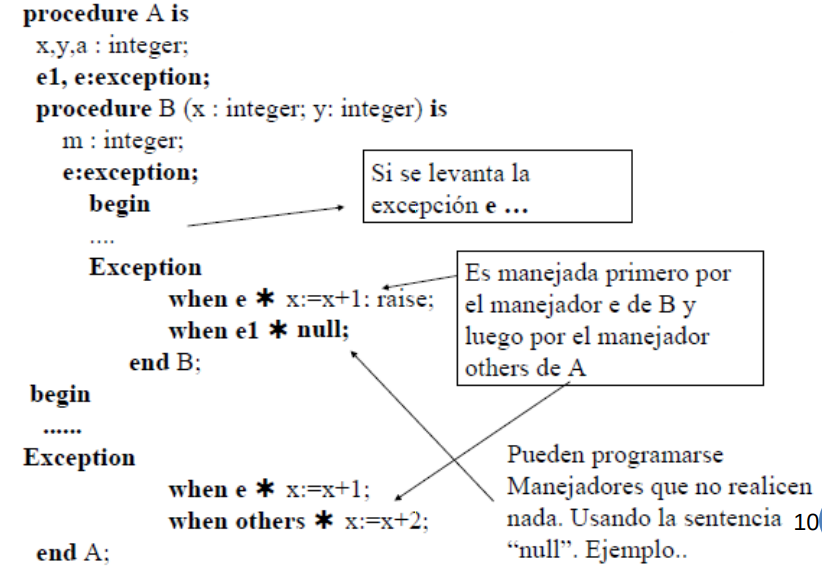 procedure A is
x,y,a : integer;
e1, e:exception;
procedure B (x : integer; y: integer) is
m : integer;
e:exception;
begin
....
Exception
when e ✱ x:=x+1: raise;
when e1 ✱ null;
end B;
begin
......
Exception
when e ✱ x:=x+1;
when others ✱ x:=x+2;
end A;
Si se levanta la
excepción e ...
Es manejada primero por
el manejador e de B y
luego por el manejador
others de A
Pueden programarse
Manejadores que no realicen
nada. Usando la sentencia
“null”. Ejemplo..
10